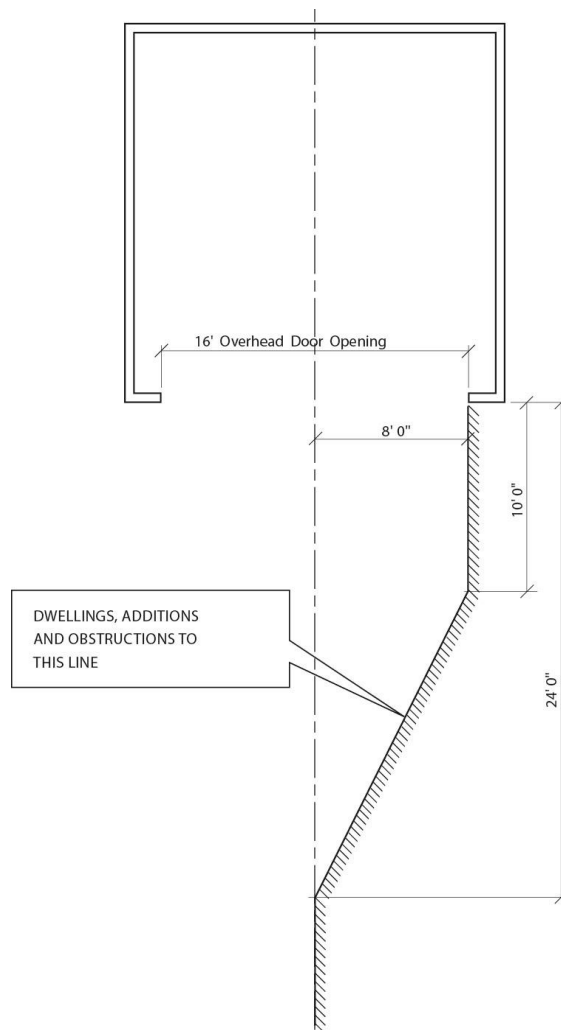 16' Overhead Door Opening
8' 0"
10' 0"
DWELLINGS, ADDITIONS
AND OBSTRUCTIONS TO
THIS LINE
24' 0"